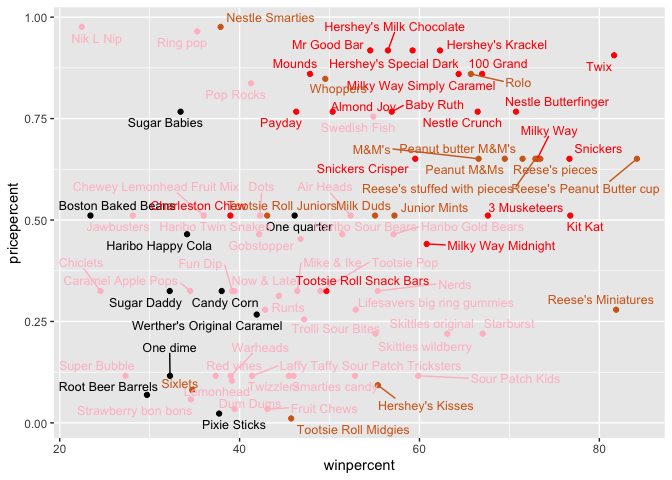 1.00
0.75
0.50
0.25
0.00
pricepercent
Nestle Smarties
Nik L Nip
Ring pop
Hershey's Milk Chocolate
Mr Good Bar
Hershey's Krackel
Mounds
Hershey's Special Dark
100 Grand
Twix
Whoppers
Milky Way Simply Caramel
Rolo
Pop Rocks
Almond Joy
Baby Ruth
Nestle Butterfinger
Sugar Babies
Payday
Swedish Fish
Nestle Crunch
Milky Way
M&M's
Peanut butter M&M's
Snickers
Snickers Crisper
Peanut M&Ms
Reese's pieces
Reese's stuffed with pieces
Reese's Peanut Butter cup
Chewey Lemonhead Fruit Mix
Dots
Air Heads
Boston Baked Beans
Charleston Chew
Tootsie Roll Juniors
Milk Duds
Junior Mints
3 Musketeers
Jawbusters
Haribo Twin Snakes
One quarter
Haribo Sour Bears
Haribo Gold Bears
Kit Kat
Haribo Happy Cola
Gobstopper
Milky Way Midnight
Chiclets
Fun Dip
Mike & Ike
Tootsie Pop
Caramel Apple Pops
Now & Later
Tootsie Roll Snack Bars
Nerds
Sugar Daddy
Candy Corn
Runts
Lifesavers big ring gummies
Reese's Miniatures
Werther's Original Caramel
Trolli Sour Bites
Skittles original
Starburst
One dime
Warheads
Skittles wildberry
Super Bubble
Red vines
Laffy Taffy
Sour Patch Tricksters
Root Beer Barrels
Sixlets
Lemonhead
Twizzlers
Smarties candy
Sour Patch Kids
Strawberry bon bons
Dum Dums
Fruit Chews
Hershey's Kisses
Pixie Sticks
Tootsie Roll Midgies
20
40
60
80
winpercent